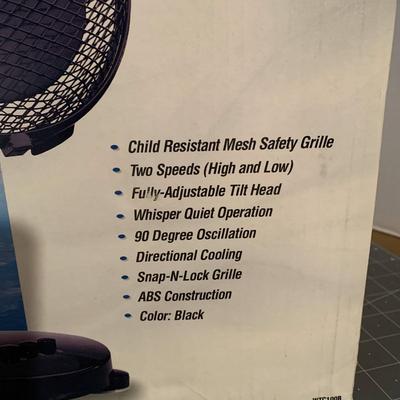 • Child Resistant Mesh Safety Grille
• Two Speeds (High and Low)
• Fully-Adjustable Tilt Head
• Whisper Quiet Operation
• 90 Degree Oscillation
• Directional Cooling
• Snap-N-Lock Grille
• ABS Construction
• Color: Black